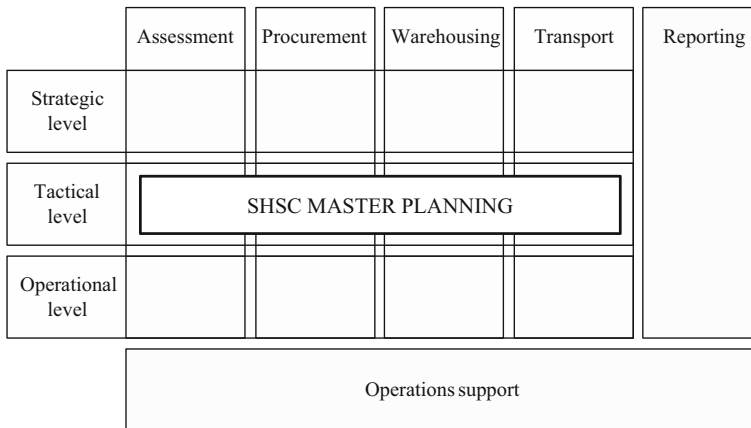 Assessment Procurement Warehousing Transport Reporting
Strategic
level
Tactical
level
SHSC MASTER PLANNING
Operational
level
Operations support